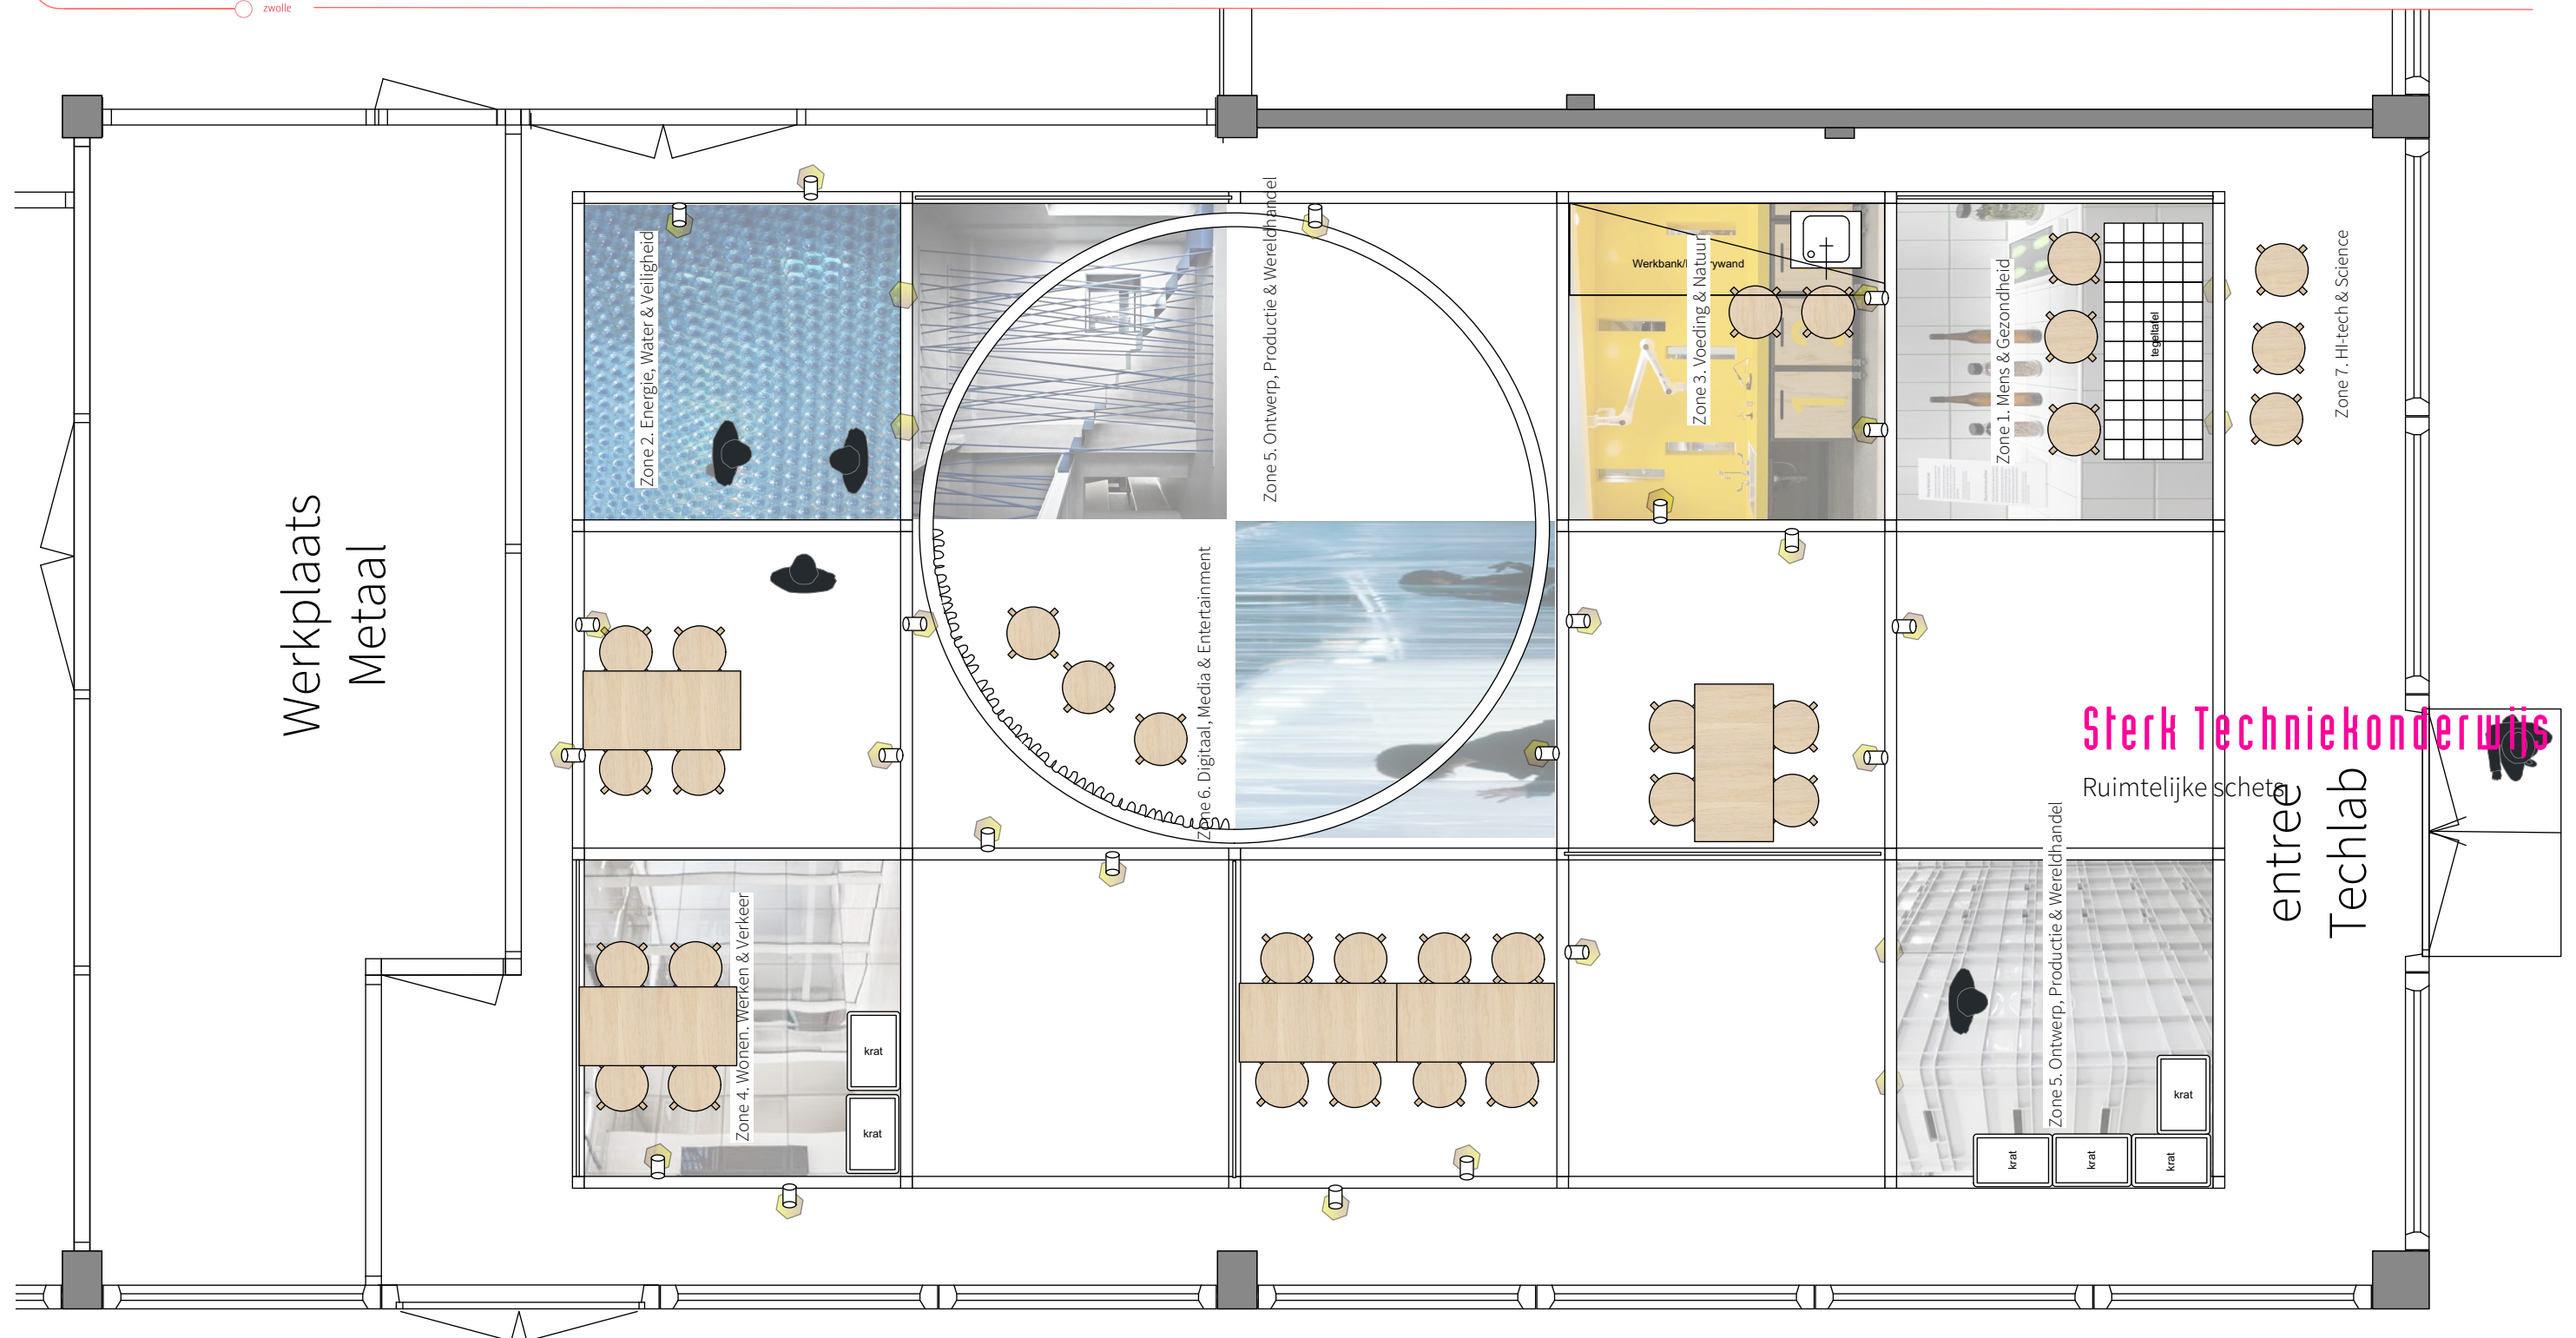 zwolle
Zone 2. Energie, Water & Veiligheid
Zone 5. Ontwerp, Productie & Wereldhandel
Werkbank/
Zone 3. Voeding & Natuur
Zone 1. Mens & Gezondheid
tegeltafel
Zone 7. HI-tech & Science
Werkplaats
Metaal
Zone 6. Digitaal, Media & Entertainment
Sterk Techniekonderwijs
Ruimtelijke schets
entree
Techlab
Zone 4. Wonen. Werken & Verkeer
krat
krat
Zone 5. Ontwerp, Productie & Wereldhandel
krat
krat
krat
krat